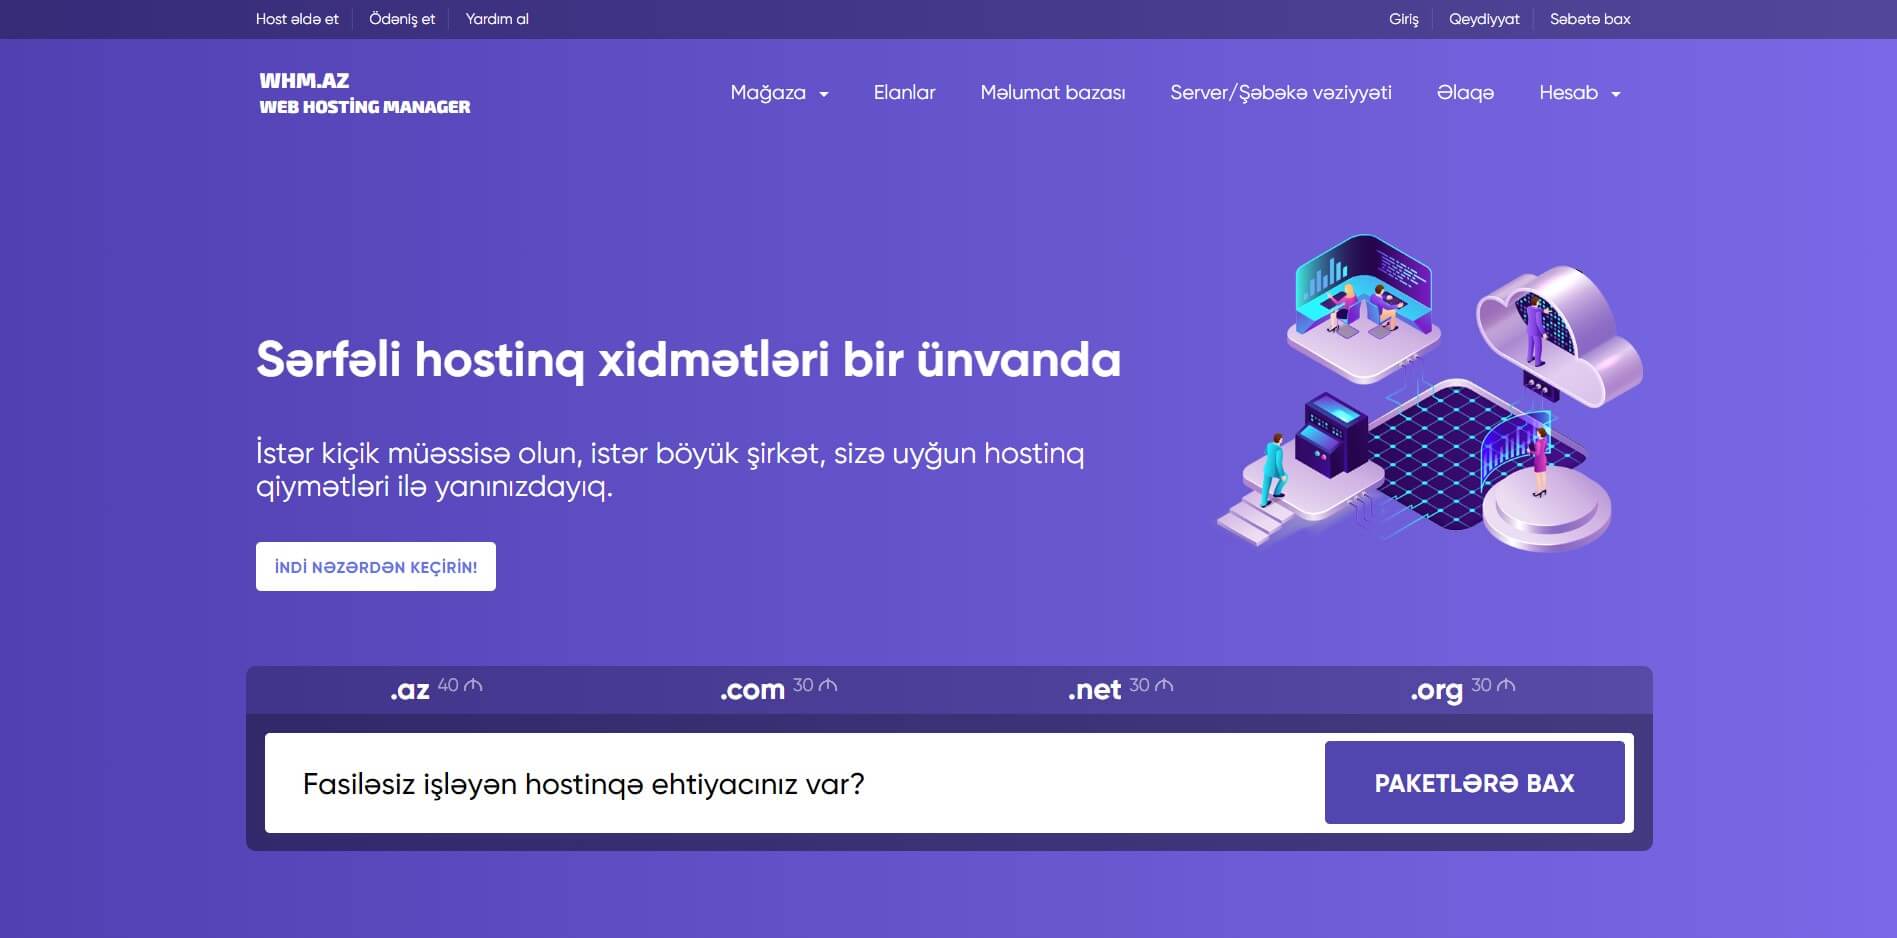 Host əldə et
Ödəniş et
Yardım al
Giriş
Qeydiyyat
Səbətə bax
WHM.AZ
WEB HOSTİNG MANAGER
Mağaza
Elanlar
Məlumat bazası
Server/Şəbəkə vəziyyəti
Əlaqə
Hesab
Sərfəli hostinq xidmətləri bir ünvanda
İstər kiçik müəssisə olun, istər böyük şirkət, sizə uyğun hostinq
qiymətləri ilə yanınızdayıq.
İNDİ NƏZƏRDƏN KEÇİRİN!
.az 40 ₼
.com 30 ₼
.net 30 ₼
.org 30 ₼
Fasiləsiz işləyən hostinqə ehtiyacınız var?
PAKETLƏRƏ BAX